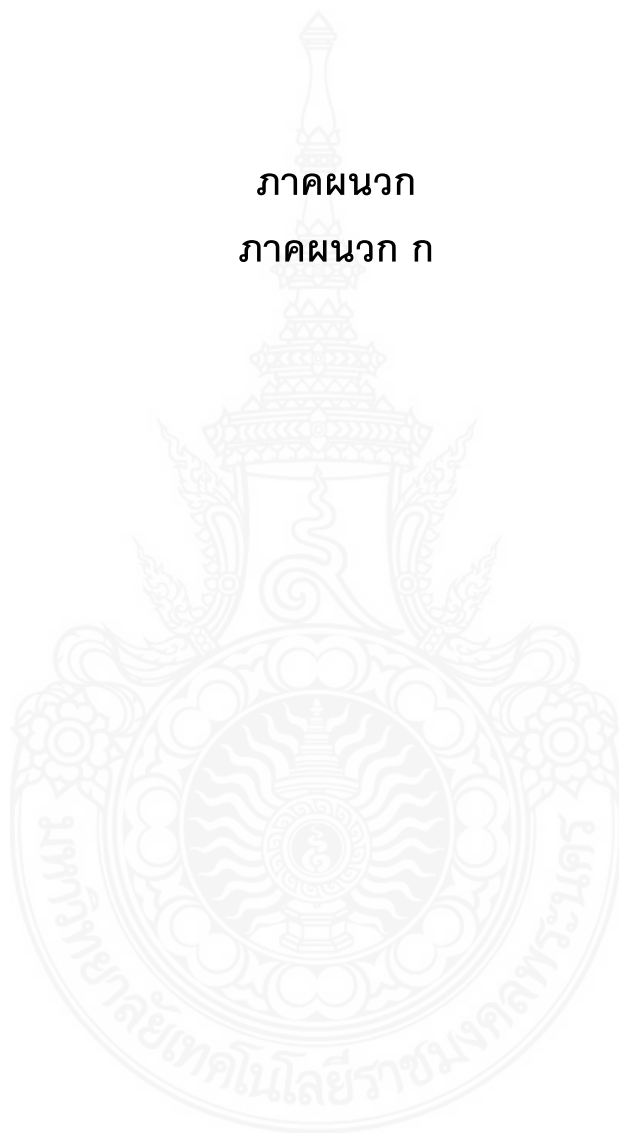 ภาคผนวก
ภาคผนวก ก
มหาวิทยาลัยเทคโนโลยีราชมงคลพระนคร